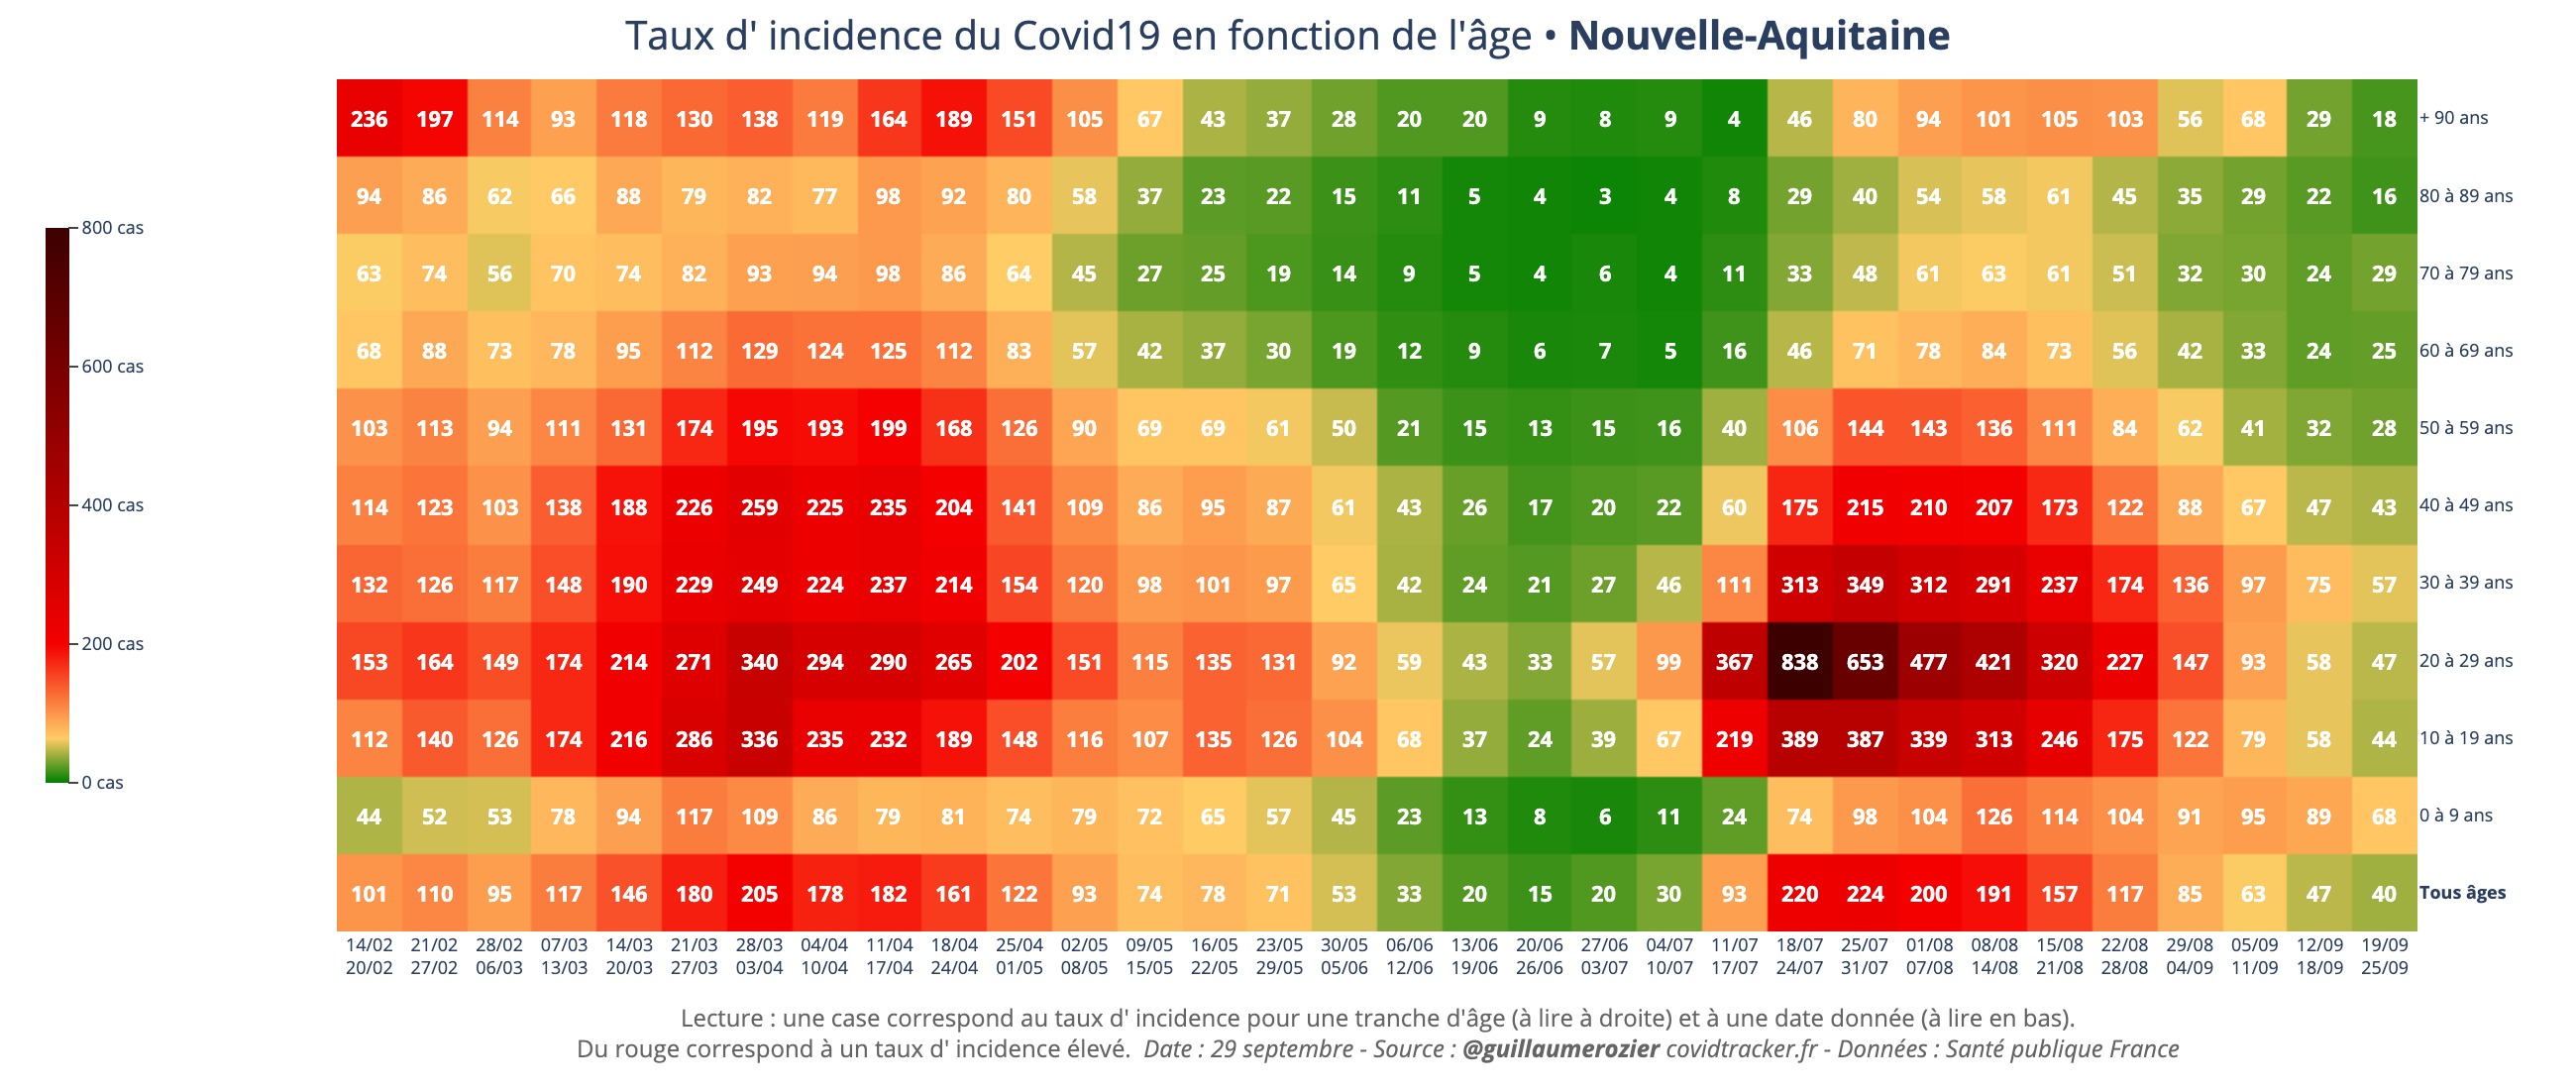 Taux d' incidence du Covid19 en fonction de l'âge • Nouvelle-Aquitaine
236 197 114 93 118 130 138 119 164 189 151 105 67 43 37 28 20 20 9 8 9 4 46 80 94 101 105 103 56 68 29 18 + 90 ans
94 86 62 66 88 79 82 77 98 92 80 58 37 23 22 15 11 5 4 3 4 8 29 40 54 58 61 45 35 29 22 16 80 à 89 ans
800 cas
63 74 56 70 74 82 93 94 98 86 64 45 27 25 19 14 9 5 4 6 4 11 33 48 61 63 61 51 32 30 24 29 70 à 79 ans
68 88 73 78 95 112 129 124 125 112 83 57 42 37 30 19 12 9 6 7 5 16 46 71 78 84 73 56 42 33 24 25 60 à 69 ans
600 cas
103 113 94 111 131 174 195 193 199 168 126 90 69 69 61 50 21 15 13 15 16 40 106 144 143 136 111 84 62 41 32 28 50 à 59 ans
400 cas
114 123 103 138 188 226 259 225 235 204 141 109 86 95 87 61 43 26 17 20 22 60 175 215 210 207 173 122 88 67 47 43 40 à 49 ans
132 126 117 148 190 229 249 224 237 214 154 120 98 101 97 65 42 24 21 27 46 111 313 349 312 291 237 174 136 97 75 57 30 à 39 ans
200 cas
153 164 149 174 214 271 340 294 290 265 202 151 115 135 131 92 59 43 33 57 99 367 838 653 477 421 320 227 147 93 58 47 20 à 29 ans
112 140 126 174 216 286 336 235 232 189 148 116 107 135 126 104 68 37 24 39 67 219 389 387 339 313 246 175 122 79 58 44 10 à 19 ans
0 cas
44 52 53 78 94 117 109 86 79 81 74 79 72 65 57 45 23 13 8 6 11 24 74 98 104 126 114 104 91 95 89 68 0 à 9 ans
101 110 95 117 146 180 205 178 182 161 122 93 74 78 71 53 33 20 15 20 30 93 220 224 200 191 157 117 85 63 47 40 Tous âges
14/02 21/02 28/02 07/03 14/03 21/03 28/03 04/04 11/04 18/04 25/04 02/05 09/05 16/05 23/05 30/05 06/06 13/06 20/06 27/06 04/07 11/07 18/07 25/07 01/08 08/08 15/08 22/08 29/08 05/09 12/09 19/09
20/02 27/02 06/03 13/03 20/03 27/03 03/04 10/04 17/04 24/04 01/05 08/05 15/05 22/05 29/05 05/06 12/06 19/06 26/06 03/07 10/07 17/07 24/07 31/07 07/08 14/08 21/08 28/08 04/09 11/09 18/09 25/09
Lecture : une case correspond au taux d' incidence pour une tranche d'âge (à lire à droite) et à une date donnée (à lire en bas).
Du rouge correspond à un taux d' incidence élevé. Date : 29 septembre - Source : @guillaumerozier covidtracker.fr - Données : Santé publique France